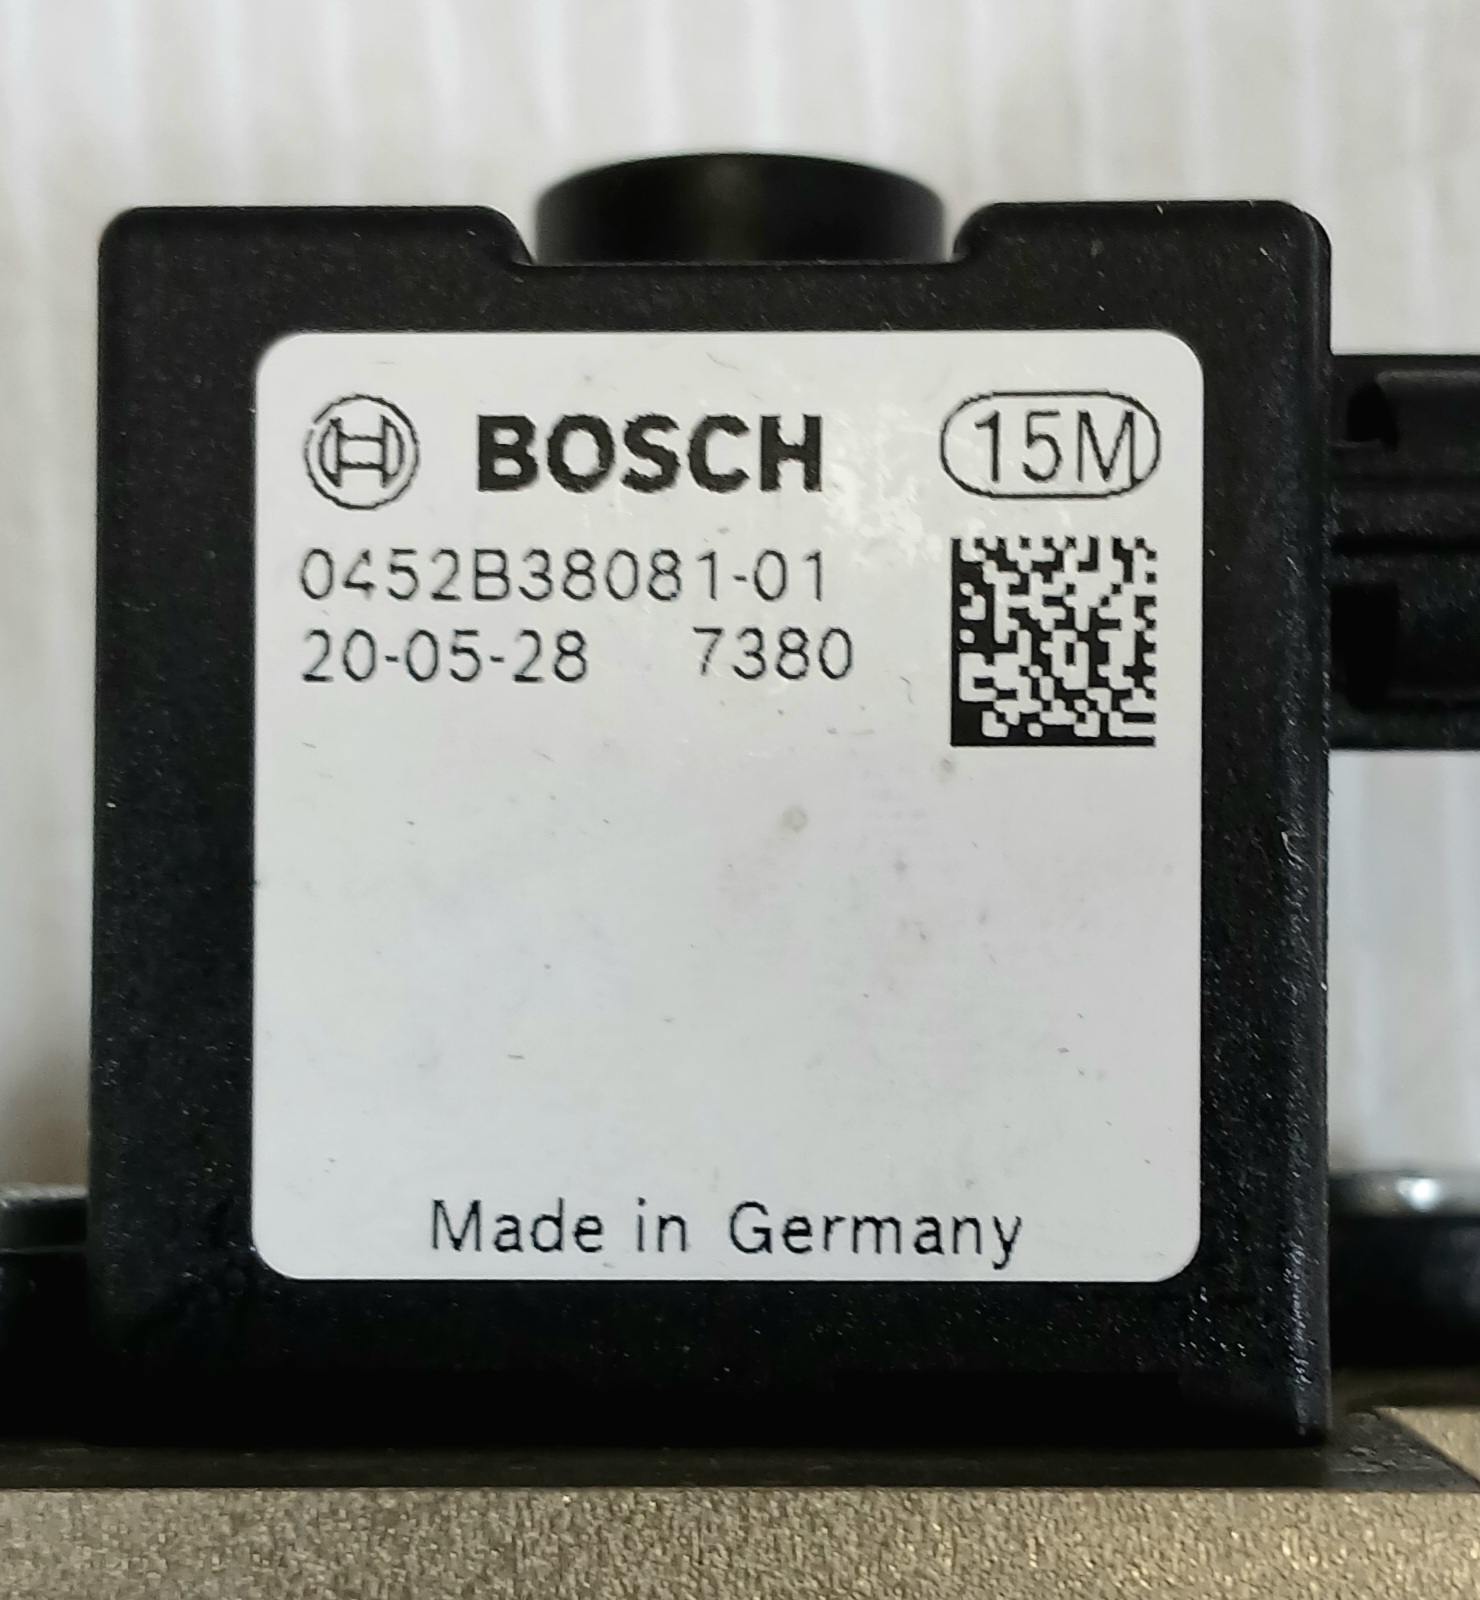 BOSCH 15M
0452B38081-01
20-05-28 7380
Made in Germany